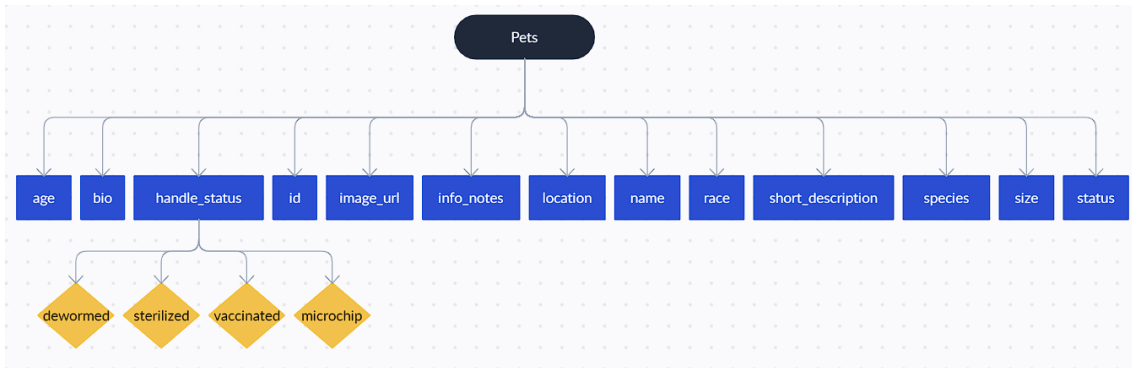 Pets
age
bio
handle_status
id
image_url
info_notes
location
name
race
short_description
species
size
status
dewormed
sterilized
vaccinated
microchip